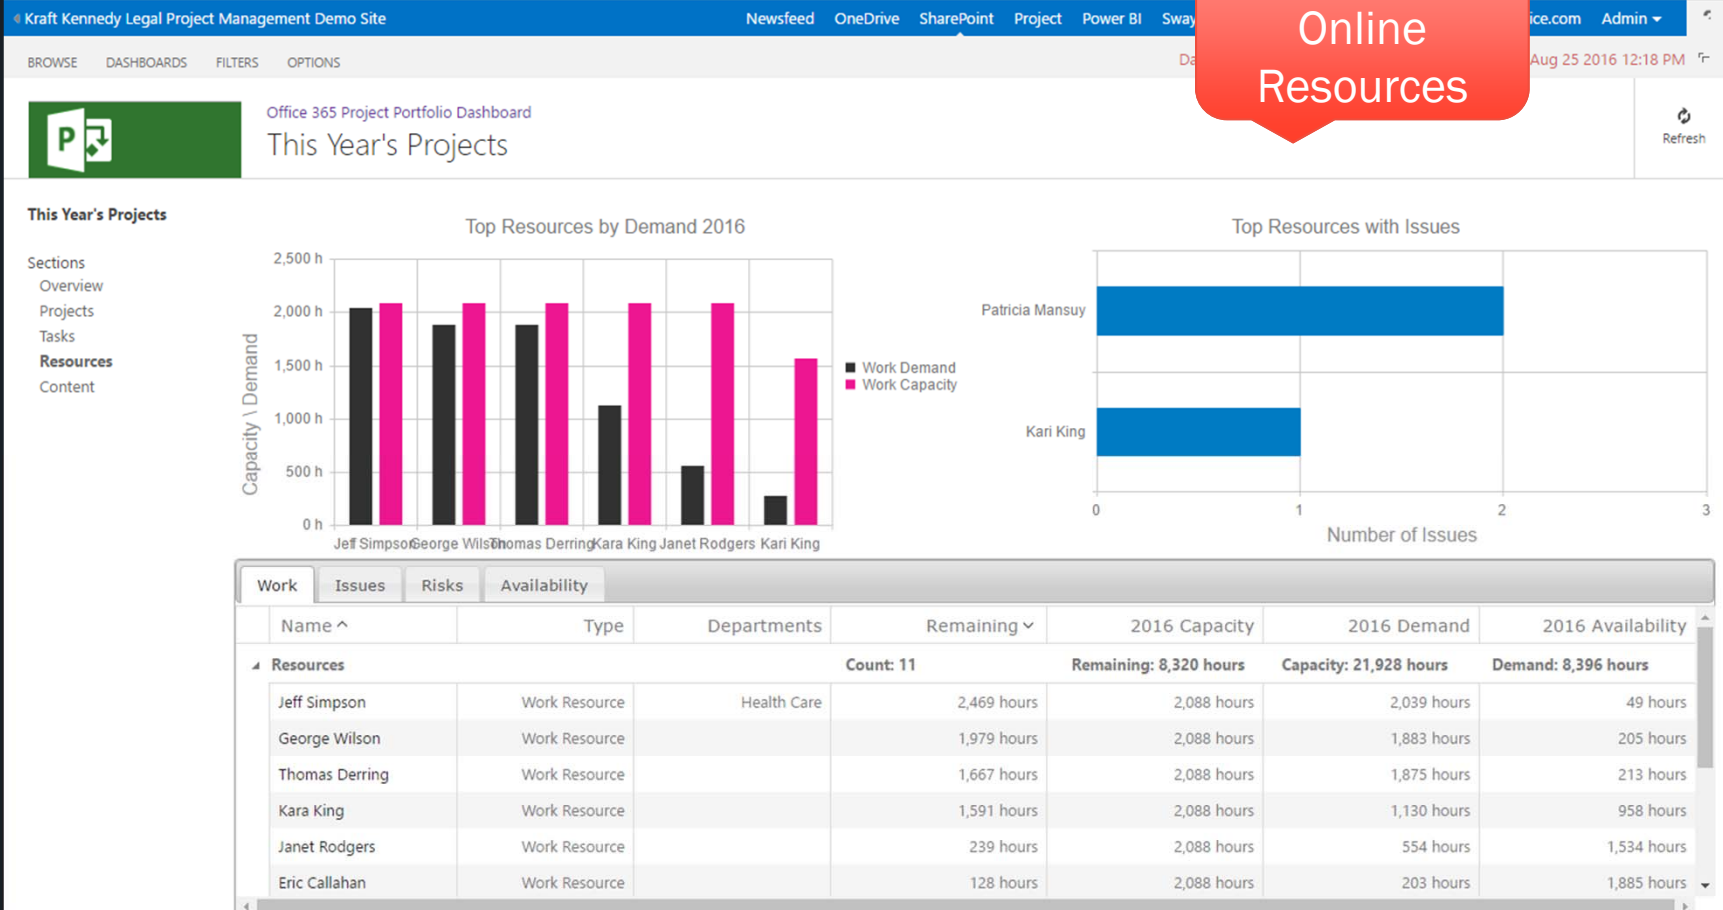 Kraft Kennedy Legal Project Management Demo Site
Newsfeed OneDrive SharePoint Project Power BI Sway ice.com Admin
Online
Resources
BROWSE DASHBOARDS FILTERS OPTIONS
Da Aug 25 2016 12:18 PM
P
Office 365 Project Portfolio Dashboard
This Year's Projects
Refresh
This Year's Projects
Sections
Overview
Projects
Tasks
Resources
Content
Top Resources by Demand 2016
Capacity \ Demand
2,500 h
2,000 h
1,500 h
1,000 h
500 h
0 h
Jeff Simpson George Wilson Thomas Derring Kara King Janet Rodgers Kari King
Work Demand
Work Capacity
Top Resources with Issues
Patricia Mansuy
Kari King
0 1 2 3
Number of Issues
Work Issues Risks Availability
Name Type Departments Remaining 2016 Capacity 2016 Demand 2016 Availability
Resources Count: 11 Remaining: 8,320 hours Capacity: 21,928 hours Demand: 8,396 hours
Jeff Simpson Work Resource Health Care 2,469 hours 2,088 hours 2,039 hours 49 hours
George Wilson Work Resource 1,979 hours 2,088 hours 1,883 hours 205 hours
Thomas Derring Work Resource 1,667 hours 2,088 hours 1,875 hours 213 hours
Kara King Work Resource 1,591 hours 2,088 hours 1,130 hours 958 hours
Janet Rodgers Work Resource 239 hours 2,088 hours 554 hours 1,534 hours
Eric Callahan Work Resource 128 hours 2,088 hours 203 hours 1,885 hours